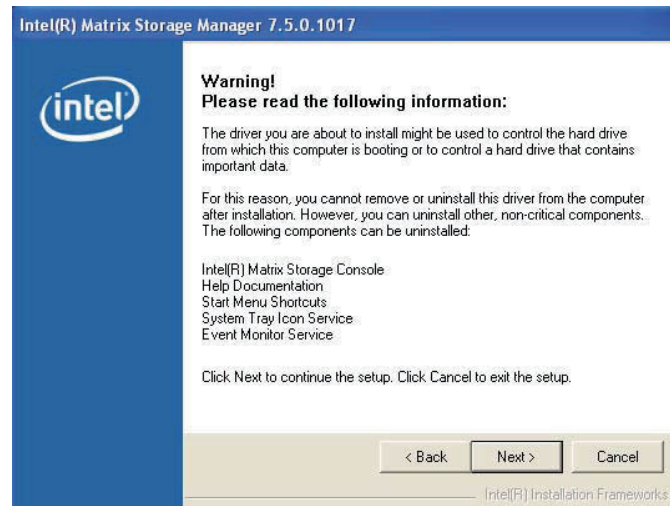 Intel(R) Matrix Storage Manager 7.5.0.1017
intel
Warning!
Please read the following information:
The driver you are about to install might be used to control the hard drive
from which this computer is booting or to control a hard drive that contains
important data.
For this reason, you cannot remove or uninstall this driver from the computer
after installation. However, you can uninstall other, non-critical components.
The following components can be uninstalled:
Intel(R) Matrix Storage Console
Help Documentation
Start Menu Shortcuts
System Tray Icon Service
Event Monitor Service
Click Next to continue the setup. Click Cancel to exit the setup.
< Back
Next >
Cancel
Intel(R) Installation Frameworks